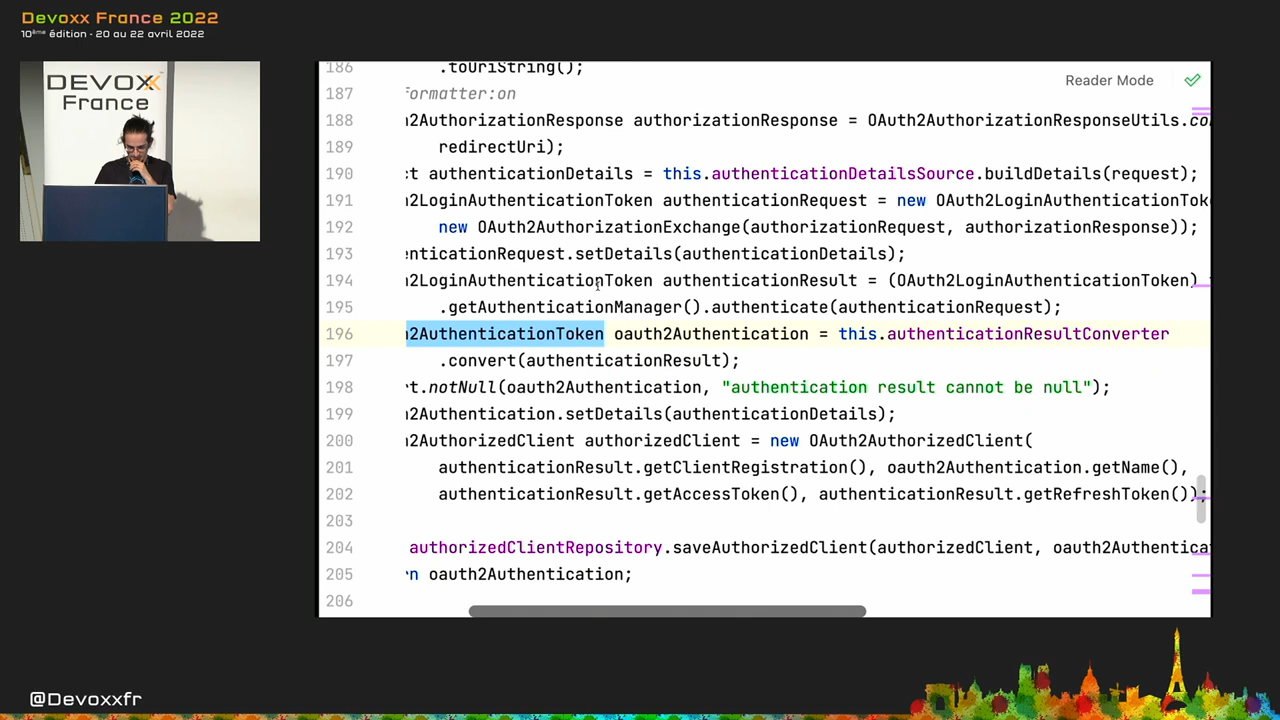 Devoxx France 2022
10ème édition - 20 au 22 avril 2022
DEVOXX
France
Reader Mode
186 .toUriString();
187 formatter:on
188 2AuthorizationResponse authorizationResponse = OAuth2AuthorizationResponseUtils.co
189 redirectUri);
190 ct authenticationDetails = this.authenticationDetailsSource.buildDetails(request);
191 2LoginAuthenticationToken authenticationRequest = new OAuth2LoginAuthenticationTok
192 new OAuth2AuthorizationExchange(authorizationRequest, authorizationResponse));
193 enticationRequest.setDetails(authenticationDetails);
194 2LoginAuthenticationToken authenticationResult = (OAuth2LoginAuthenticationToken)
195 .getAuthenticationManager().authenticate(authenticationRequest);
196 2AuthenticationToken oauth2Authentication = this.authenticationResultConverter
197 .convert(authenticationResult);
198 rt.notNull(oauth2Authentication, "authentication result cannot be null");
199 2Authentication.setDetails(authenticationDetails);
200 2AuthorizedClient authorizedClient = new OAuth2AuthorizedClient(
201 authenticationResult.getClientRegistration(), oauth2Authentication.getName(),
202 authenticationResult.getAccessToken(), authenticationResult.getRefreshToken());
203
204 authorizedClientRepository.saveAuthorizedClient(authorizedClient, oauth2Authenticat
205 n oauth2Authentication;
206
@Devoxxfr